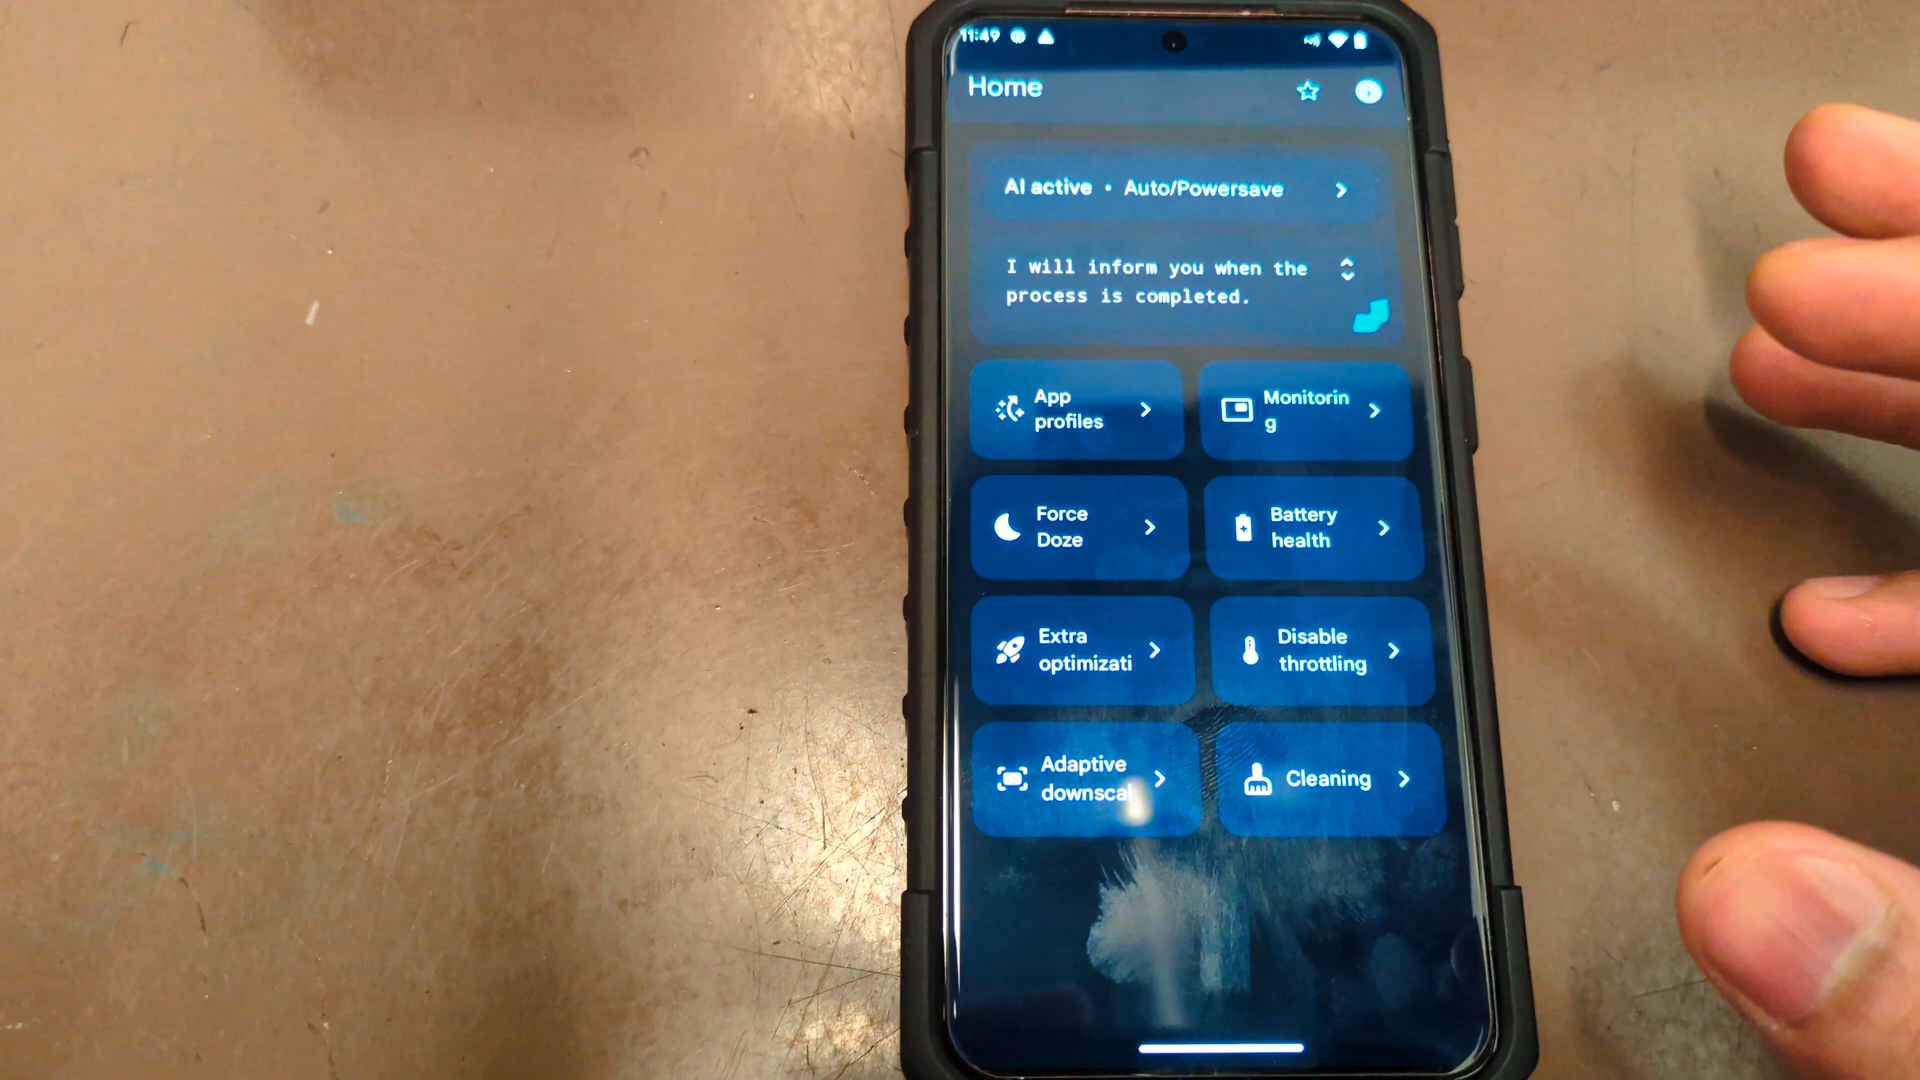 11:49
Home
AI active • Auto/Powersave
I will inform you when the
process is completed.
App
profiles
Monitorin
g
Force
Doze
Battery
health
Extra
optimizati
Disable
throttling
Adaptive
downscal
Cleaning